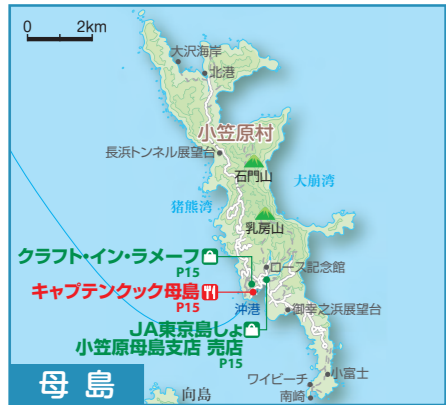 0 2km
大沢海岸
北港
小笠原村
長浜トンネル展望台
石門山
大崩湾
猪熊湾
乳房山
クラフト・イン・ラメーフ
P15
ロース記念館
キャプテンクック母島
P15
沖港
御幸之浜展望台
JA東京島しょ
小笠原母島支店 売店
P15
母島
向島
ワイビーチ
小富士
南崎